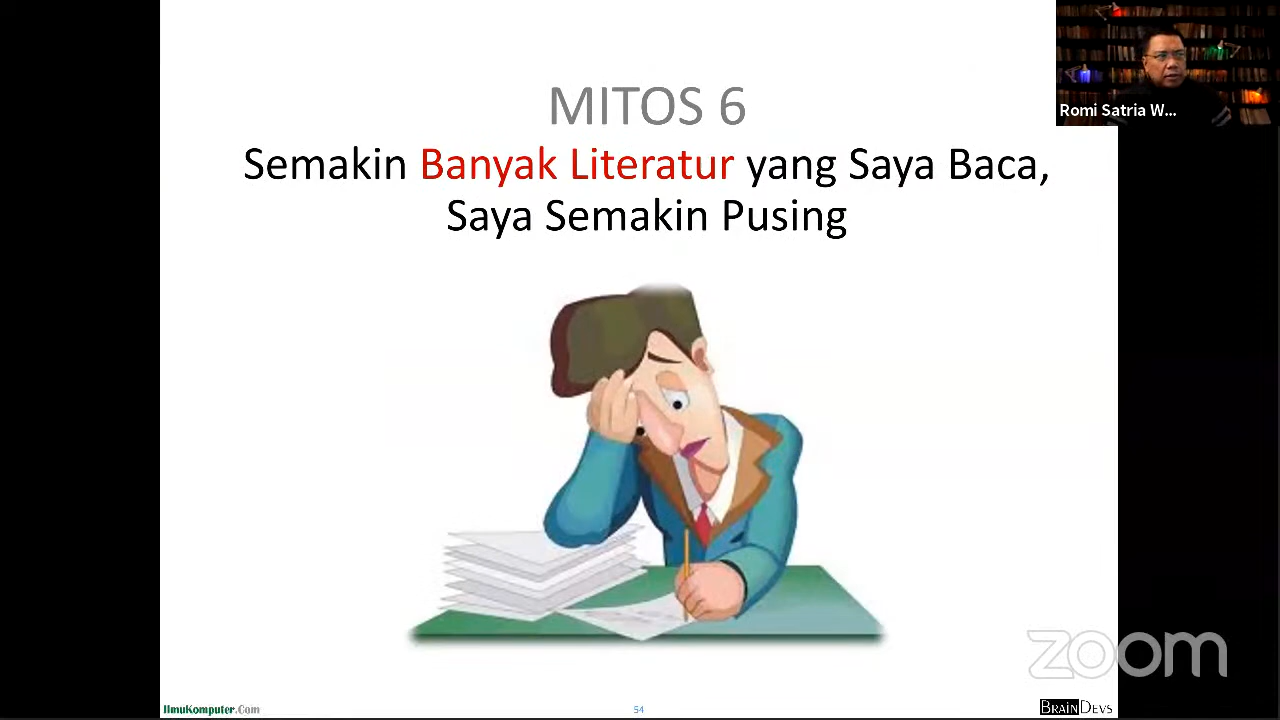 MITOS 6
Semakin Banyak Literatur yang Saya Baca,
Saya Semakin Pusing
Romi Satria W...
zoom
IlmuKomputer.Com
54
BRAINDEVS